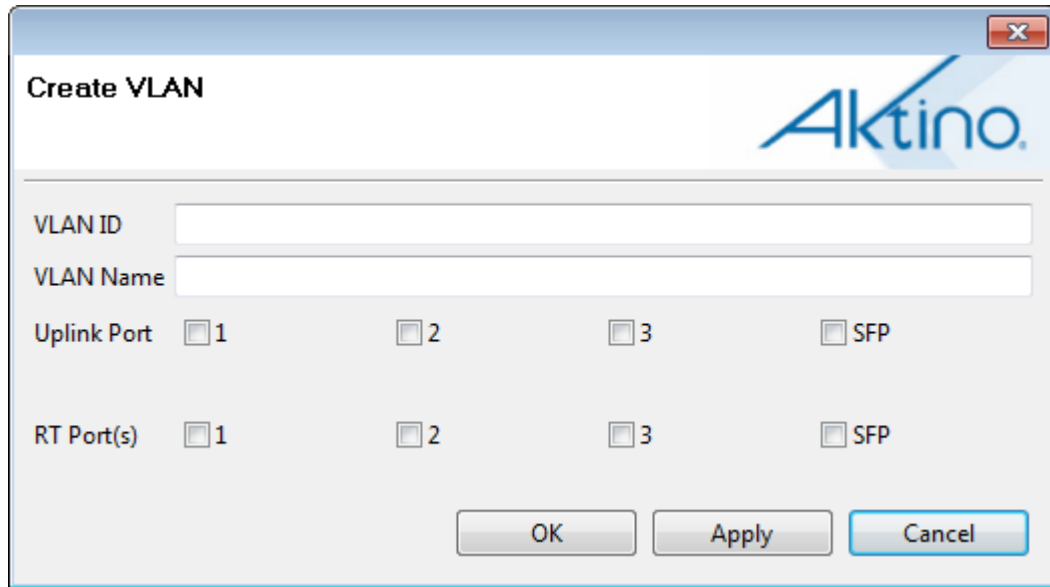 Create VLAN
Aktino®
VLAN ID
VLAN Name
Uplink Port 1 2 3 SFP
RT Port(s) 1 2 3 SFP
OK Apply Cancel